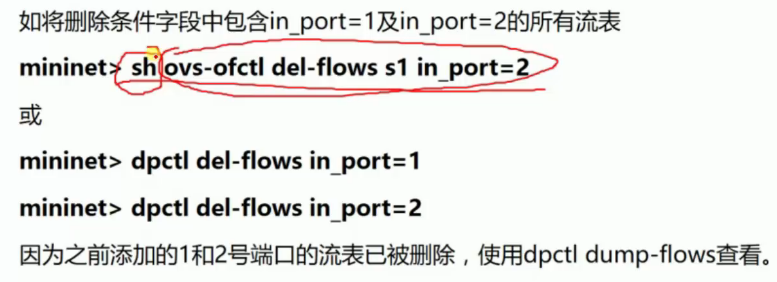 如将删除条件字段中包含in_port=1及in_port=2的所有流表
mininet> sh ovs-ofctl del-flows s1 in_port=2
或
mininet> dpctl del-flows in_port=1
mininet> dpctl del-flows in_port=2
因为之前添加的1和2号端口的流表已被删除，使用dpctl dump-flows查看。